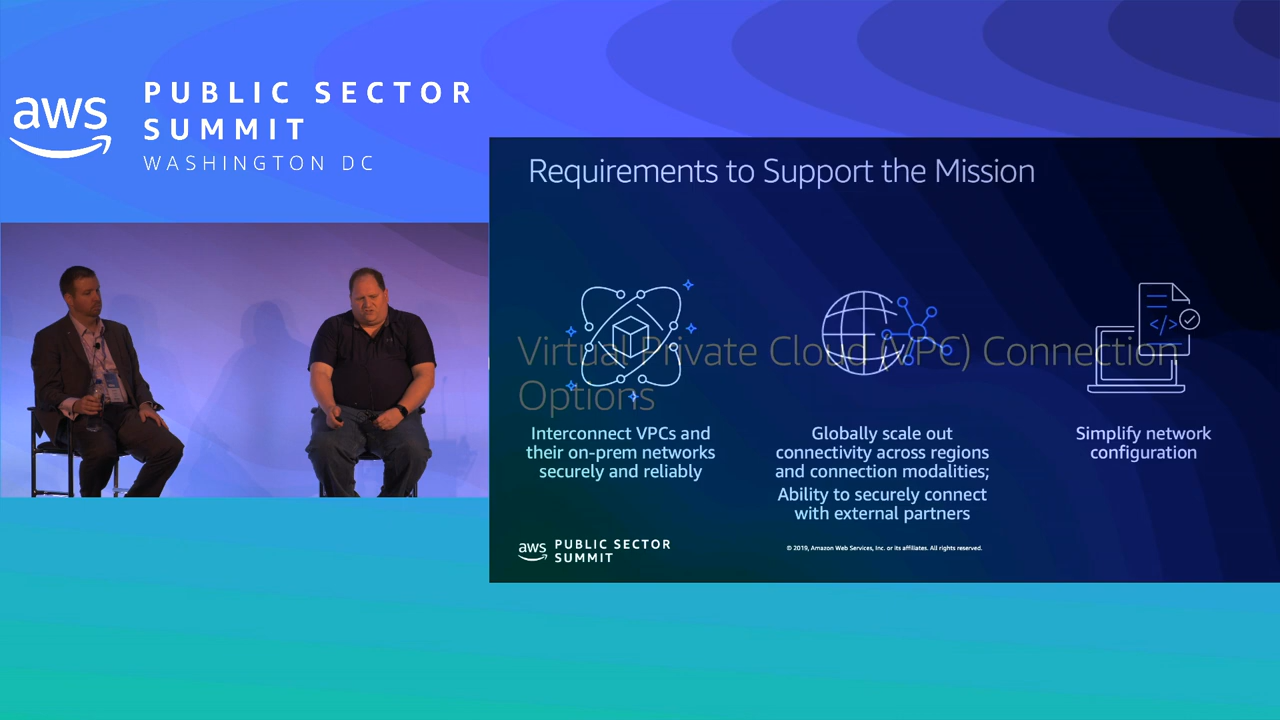 aws
PUBLIC SECTOR
SUMMIT
WASHINGTON DC
Requirements to Support the Mission
Virtual Private Cloud (VPC) Connection
Options
</>
Interconnect VPCs and
their on-prem networks
securely and reliably
Globally scale out
connectivity across regions
and connection modalities;
Ability to securely connect
with external partners
Simplify network
configuration
aws
PUBLIC SECTOR
SUMMIT
© 2019, Amazon Web Services, Inc. or its affiliates. All rights reserved.